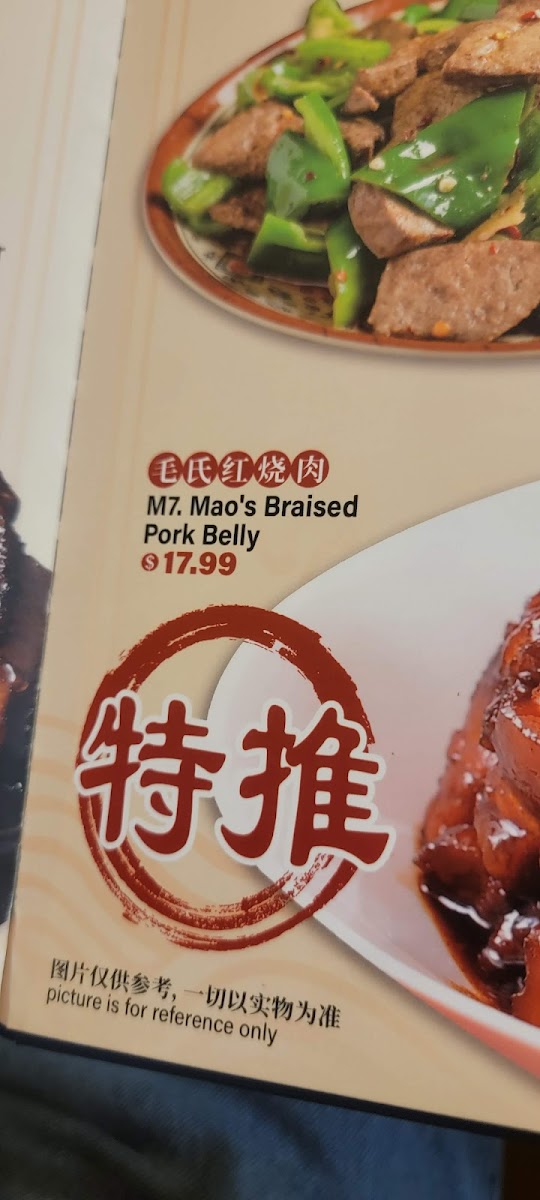 毛氏红烧肉
M7. Mao's Braised
Pork Belly
$17.99
特推
图片仅供参考, 一切以实物为准
picture is for reference only